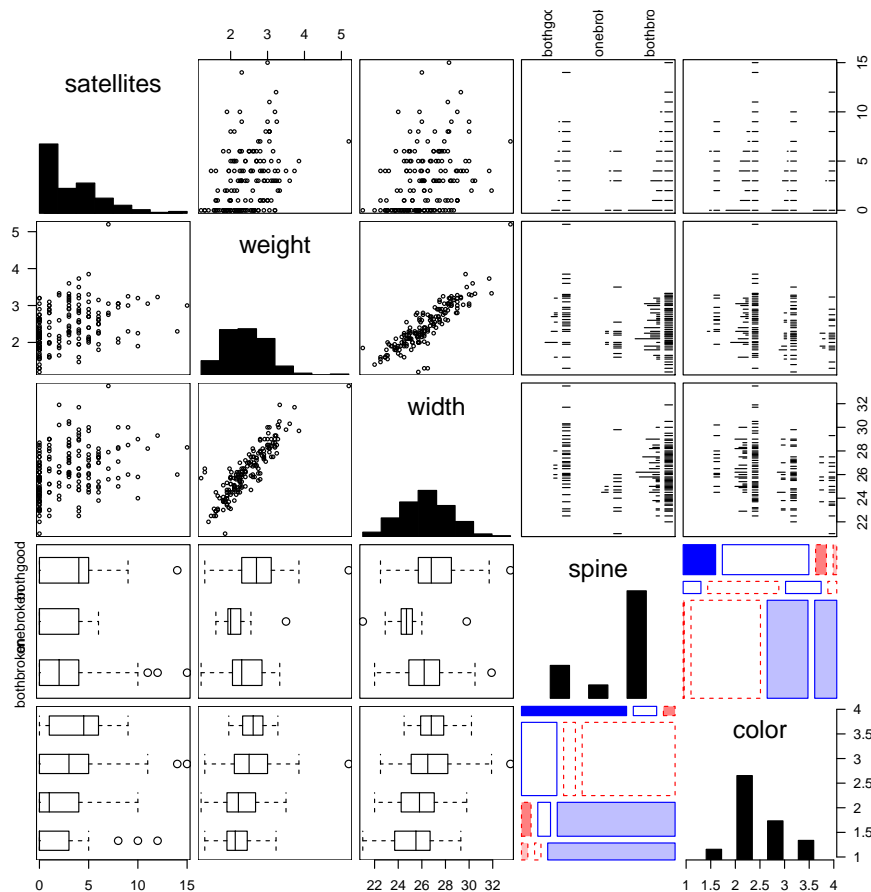 2 3 4 5
bothgoo
onebrok
bothbro
satellites
0 5 10 15
2 3 4 5
weight
width
22 24 26 28 30 32
bothbroken onebroken bothgood
spine
color
1 1.5 2 2.5 3 3.5 4
0 5 10 15
22 24 26 28 30 32
1 1.5 2 2.5 3 3.5 4